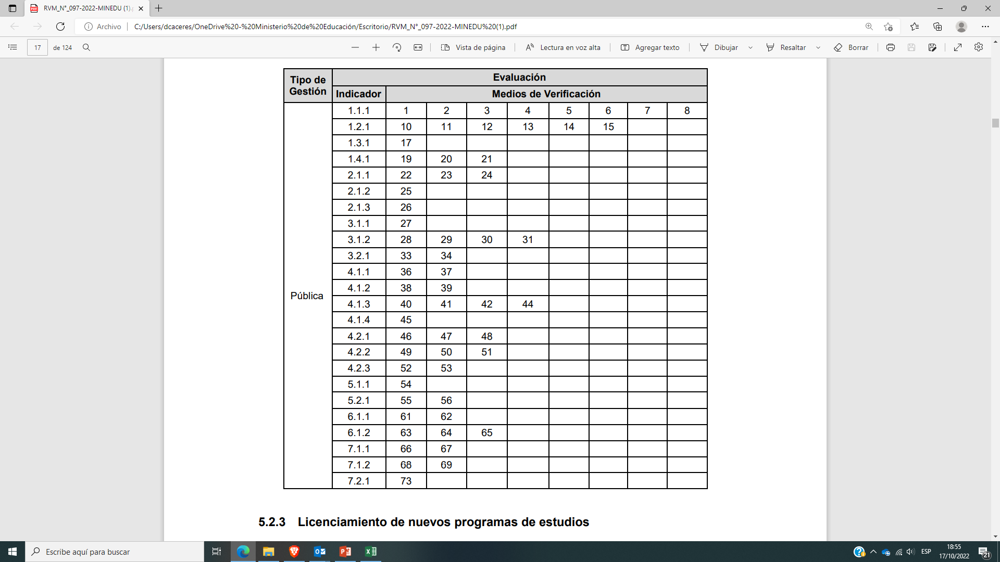 RVM_N°_097-2022-MINEDU (1).
Archivo
C:/Users/dcaceres/OneDrive%20-%20Ministerio%20de%20Educación/Escritorio/RVM_N°_097-2022-MINEDU%20(1).pdf
17 de 124 Vista de página Lectura en voz alta Agregar texto Dibujar Resaltar Borrar
Tipo de Gestión Evaluación
Indicador Medios de Verificación
1.1.1 1 2 3 4 5 6 7 8
1.2.1 10 11 12 13 14 15
1.3.1 17
1.4.1 19 20 21
2.1.1 22 23 24
2.1.2 25
2.1.3 26
3.1.1 27
3.1.2 28 29 30 31
3.2.1 33 34
4.1.1 36 37
4.1.2 38 39
Pública
4.1.3 40 41 42 44
4.1.4 45
4.2.1 46 47 48
4.2.2 49 50 51
4.2.3 52 53
5.1.1 54
5.2.1 55 56
6.1.1 61 62
6.1.2 63 64 65
7.1.1 66 67
7.1.2 68 69
7.2.1 73
5.2.3 Licenciamiento de nuevos programas de estudios
Escribe aquí para buscar
ESP
18:55
17/10/2022
21